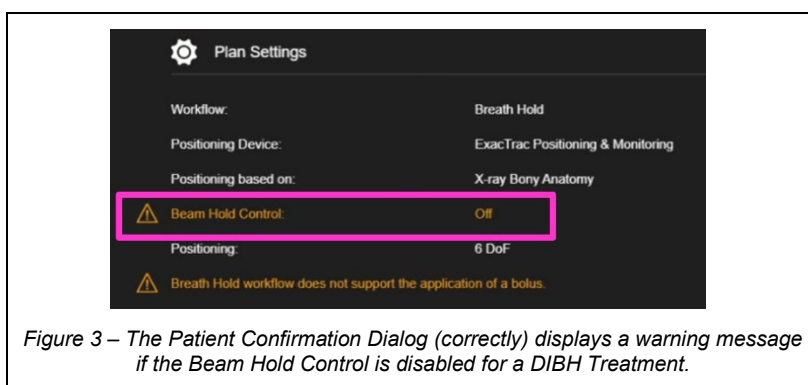 Plan Settings
Workflow: Breath Hold
Positioning Device: ExacTrac Positioning & Monitoring
Positioning based on: X-ray Bony Anatomy
Beam Hold Control: Off
Positioning: 6 DoF
Breath Hold workflow does not support the application of a bolus.
Figure 3 – The Patient Confirmation Dialog (correctly) displays a warning message
if the Beam Hold Control is disabled for a DIBH Treatment.